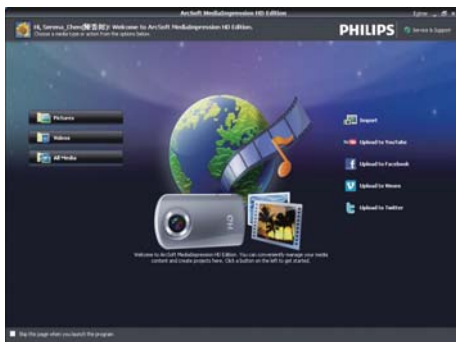 ArcSoft MediaImpression HD Edition
Hi, Serena_Chen! Welcome to ArcSoft MediaImpression HD Edition.
Choose a media type or action from the options below.
PHILIPS
Service & Support
Pictures
Videos
All Media
Import
Upload to YouTube
Upload to Facebook
Upload to Vimeo
Upload to Twitter
HD
Welcome to ArcSoft MediaImpression HD Edition. You can conveniently manage your media
content and create projects here. Click a button on the left to get started.
Skip this page when you launch the program